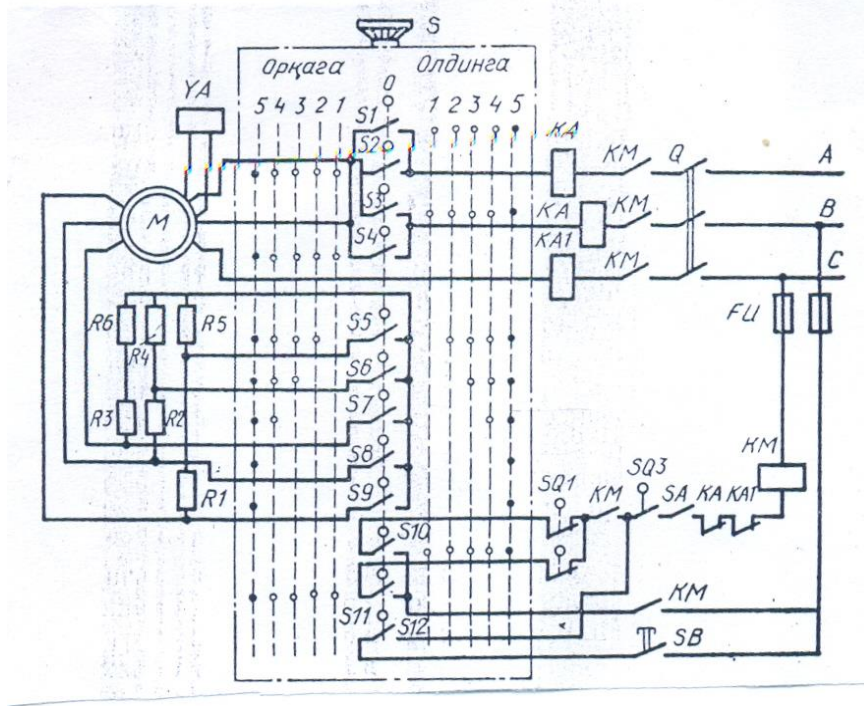 S
Орқага Олдинга
YA
0
5 4 3 2 1
1 2 3 4 5
S1
S2
S3
S4
KA KM Q A
KA KM B
KA1 KM C
M
FU
R6 R4 R5
R3 R2
R1
S5
S6
S7
S8
S9
KM
SQ1 KM SQ3 SA KA KA1
S10
S11
S12
KM
SB